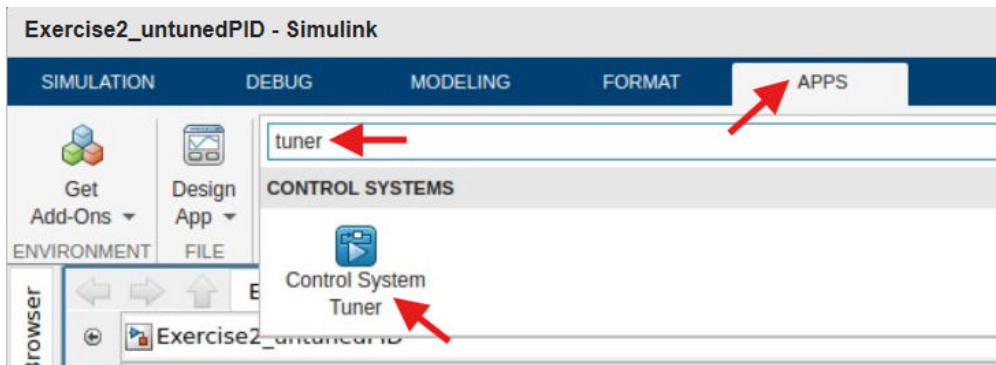 Exercise2_untunedPID - Simulink
SIMULATION DEBUG MODELING FORMAT APPS
tuner
Get
Add-Ons
Design
App
CONTROL SYSTEMS
Control System
Tuner
ENVIRONMENT FILE
Browser
E
Exercise2_untunedPID